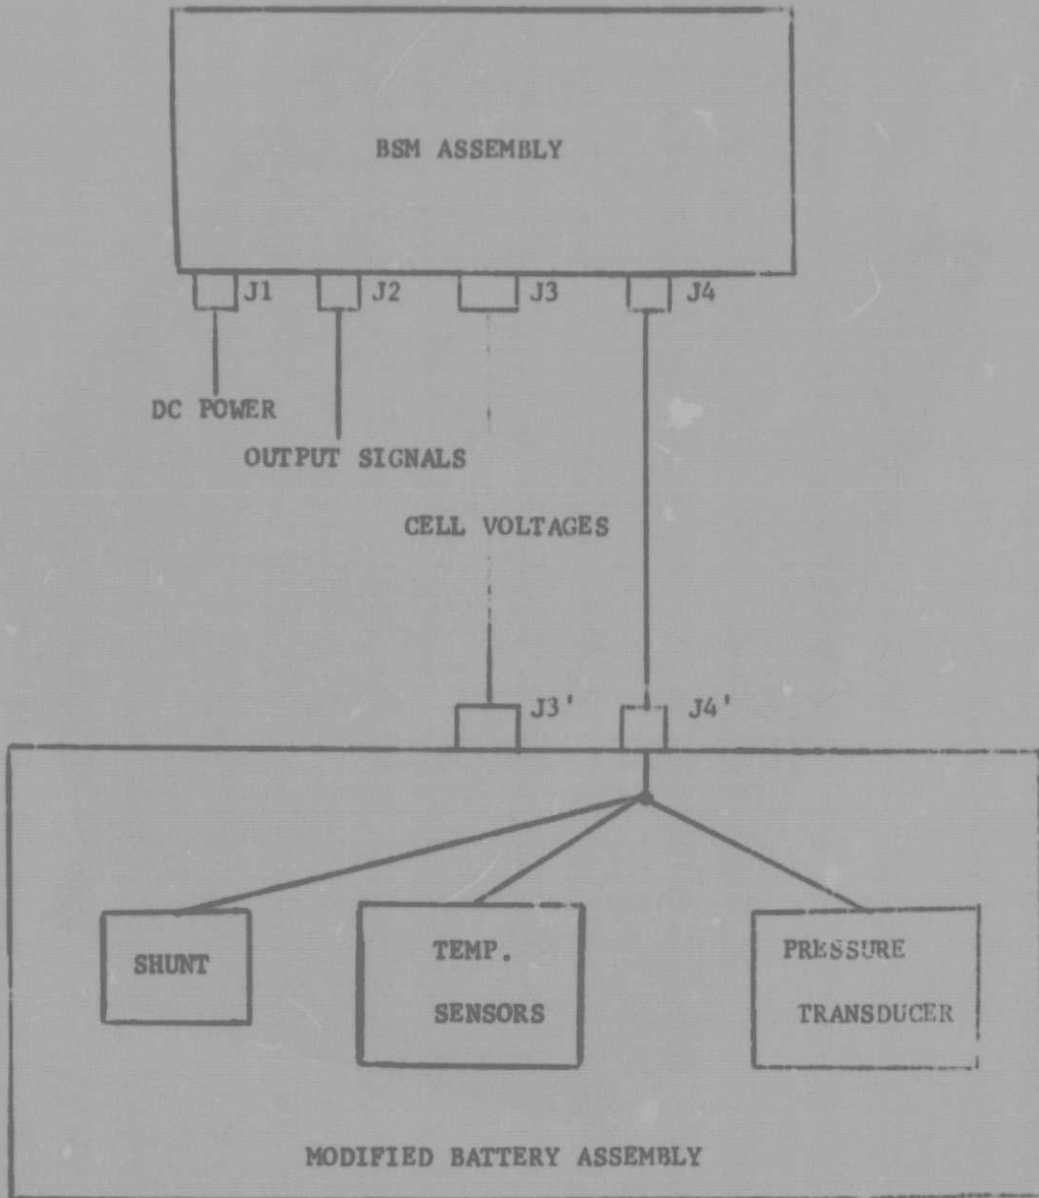 BSM ASSEMBLY
J1 J2 J3 J4
DC POWER
OUTPUT SIGNALS
CELL VOLTAGES
J3' J4'
SHUNT
TEMP.
SENSORS
PRESSURE
TRANSDUCER
MODIFIED BATTERY ASSEMBLY